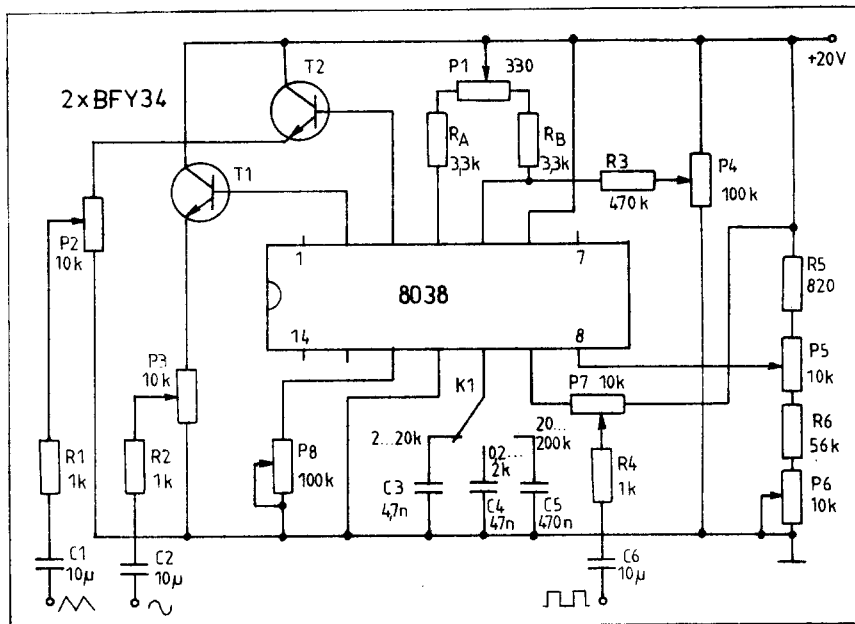 +20V
T2
P1
330
2xBFY34
RA
3,3k
RB
3,3k
R3
470k
P4
100k
T1
1
7
P2
10k
8038
R5
820
14
8
P3
10k
P5
10k
K1
P7
10k
2...20k
0,2...
2k
20...
200k
R6
56k
R1
1k
R2
1k
P8
100k
C3
4,7n
C4
47n
C5
470n
R4
1k
P6
10k
C1
10µ
C2
10µ
C6
10µ